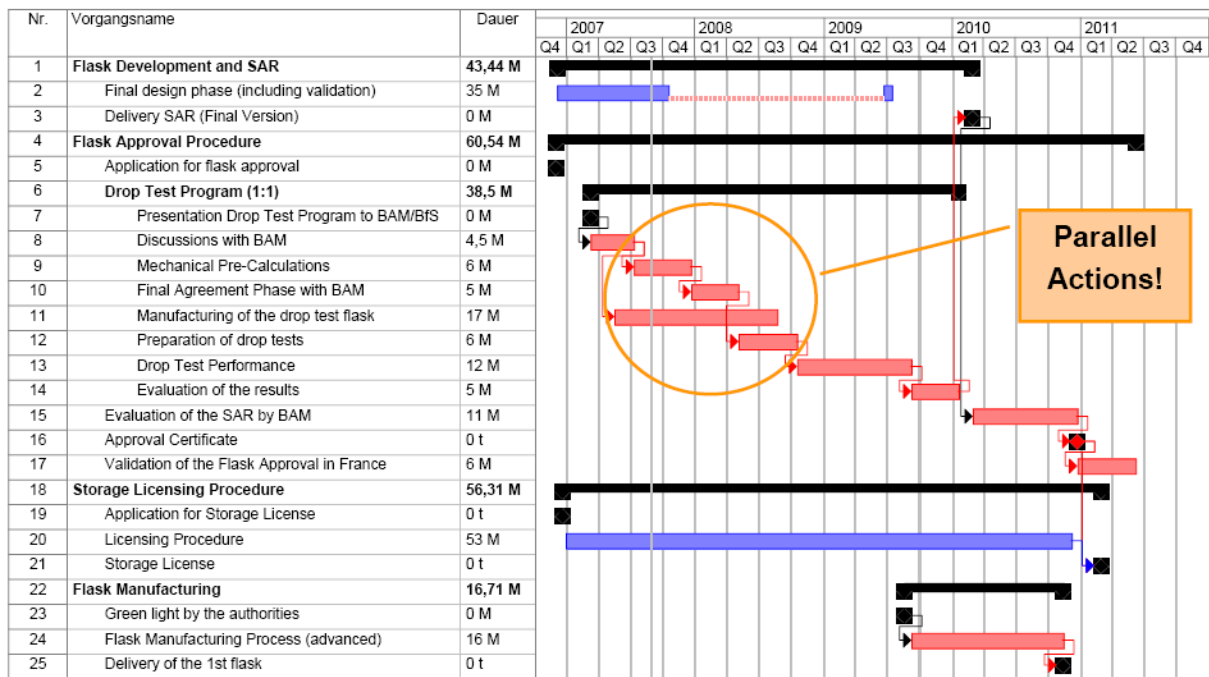 Nr. Vorgangsname Dauer 2007 2008 2009 2010 2011
Q4 Q1 Q2 Q3 Q4 Q1 Q2 Q3 Q4 Q1 Q2 Q3 Q4 Q1 Q2 Q3 Q4 Q1 Q2 Q3 Q4
1 Flask Development and SAR 43,44 M
2 Final design phase (including validation) 35 M
3 Delivery SAR (Final Version) 0 M
4 Flask Approval Procedure 60,54 M
5 Application for flask approval 0 M
6 Drop Test Program (1:1) 38,5 M
7 Presentation Drop Test Program to BAM/BfS 0 M
8 Discussions with BAM 4,5 M
9 Mechanical Pre-Calculations 6 M
10 Final Agreement Phase with BAM 5 M
11 Manufacturing of the drop test flask 17 M
12 Preparation of drop tests 6 M
13 Drop Test Performance 12 M
14 Evaluation of the results 5 M
15 Evaluation of the SAR by BAM 11 M
16 Approval Certificate 0 t
17 Validation of the Flask Approval in France 6 M
18 Storage Licensing Procedure 56,31 M
19 Application for Storage License 0 t
20 Licensing Procedure 53 M
21 Storage License 0 t
22 Flask Manufacturing 16,71 M
23 Green light by the authorities 0 M
24 Flask Manufacturing Process (advanced) 16 M
25 Delivery of the 1st flask 0 t
Parallel
Actions!